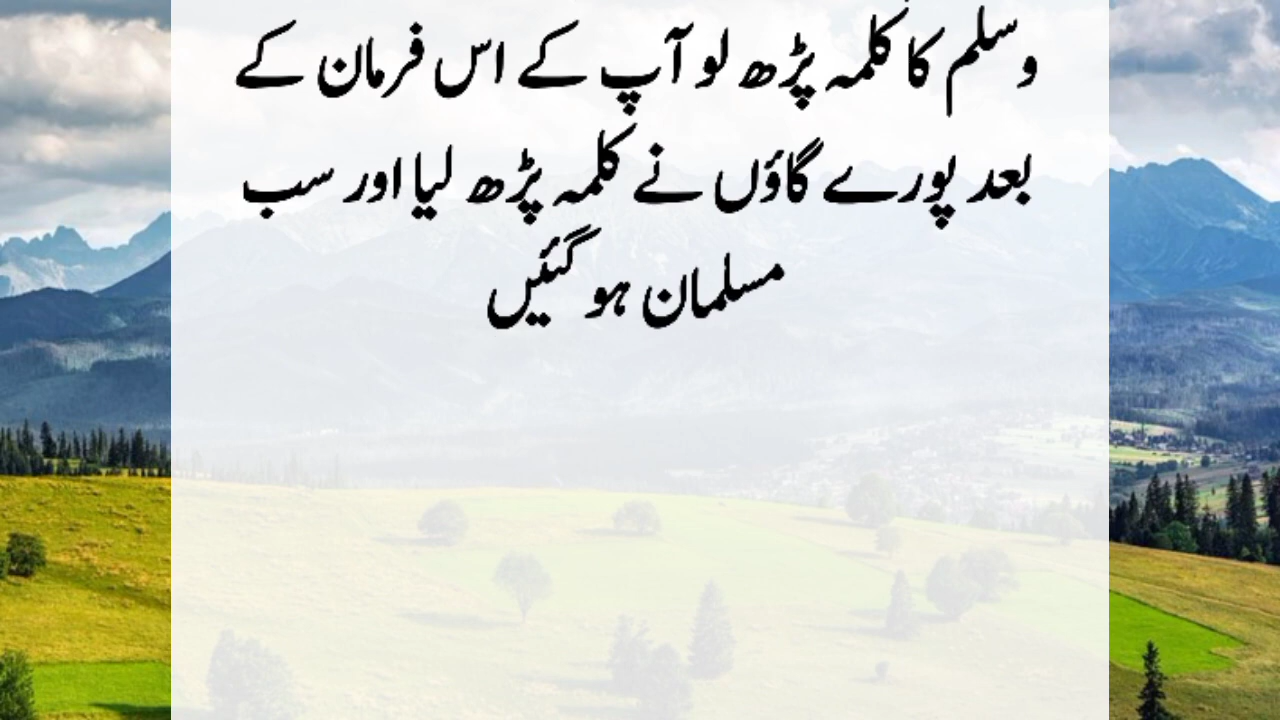 وسلم کا کلمہ پڑھ لو آپ کے اس فرمان کے
بعد پورے گاؤں نے کلمہ پڑھ لیا اور سب
مسلمان ہو گئیں